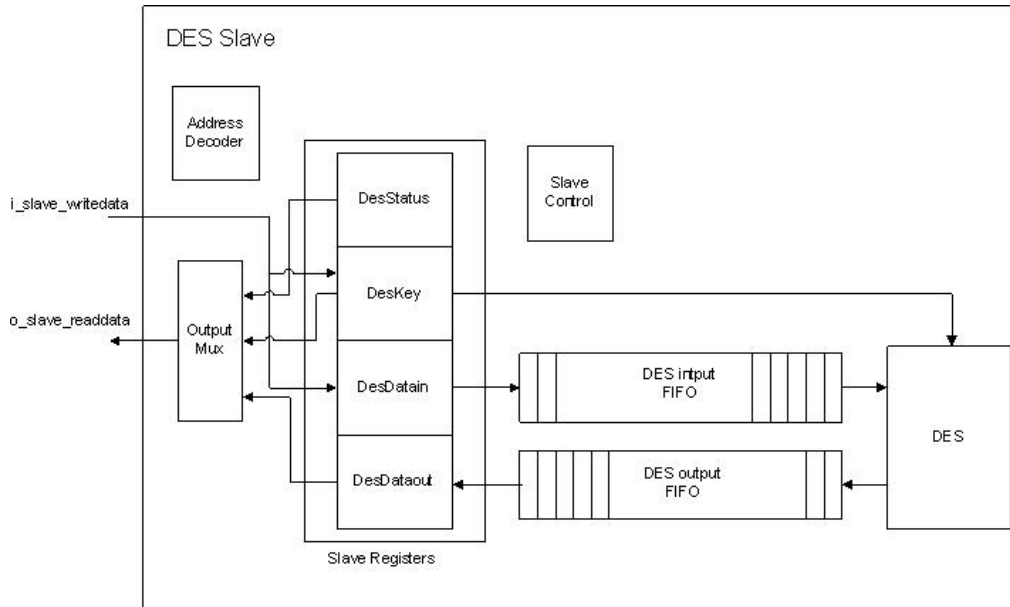 DES Slave
Address
Decoder
Slave
Control
DesStatus
i_slave_writedata
DesKey
o_slave_readdata
Output
Mux
DesDatain
DES intput
FIFO
DES
DesDataout
DES output
FIFO
Slave Registers